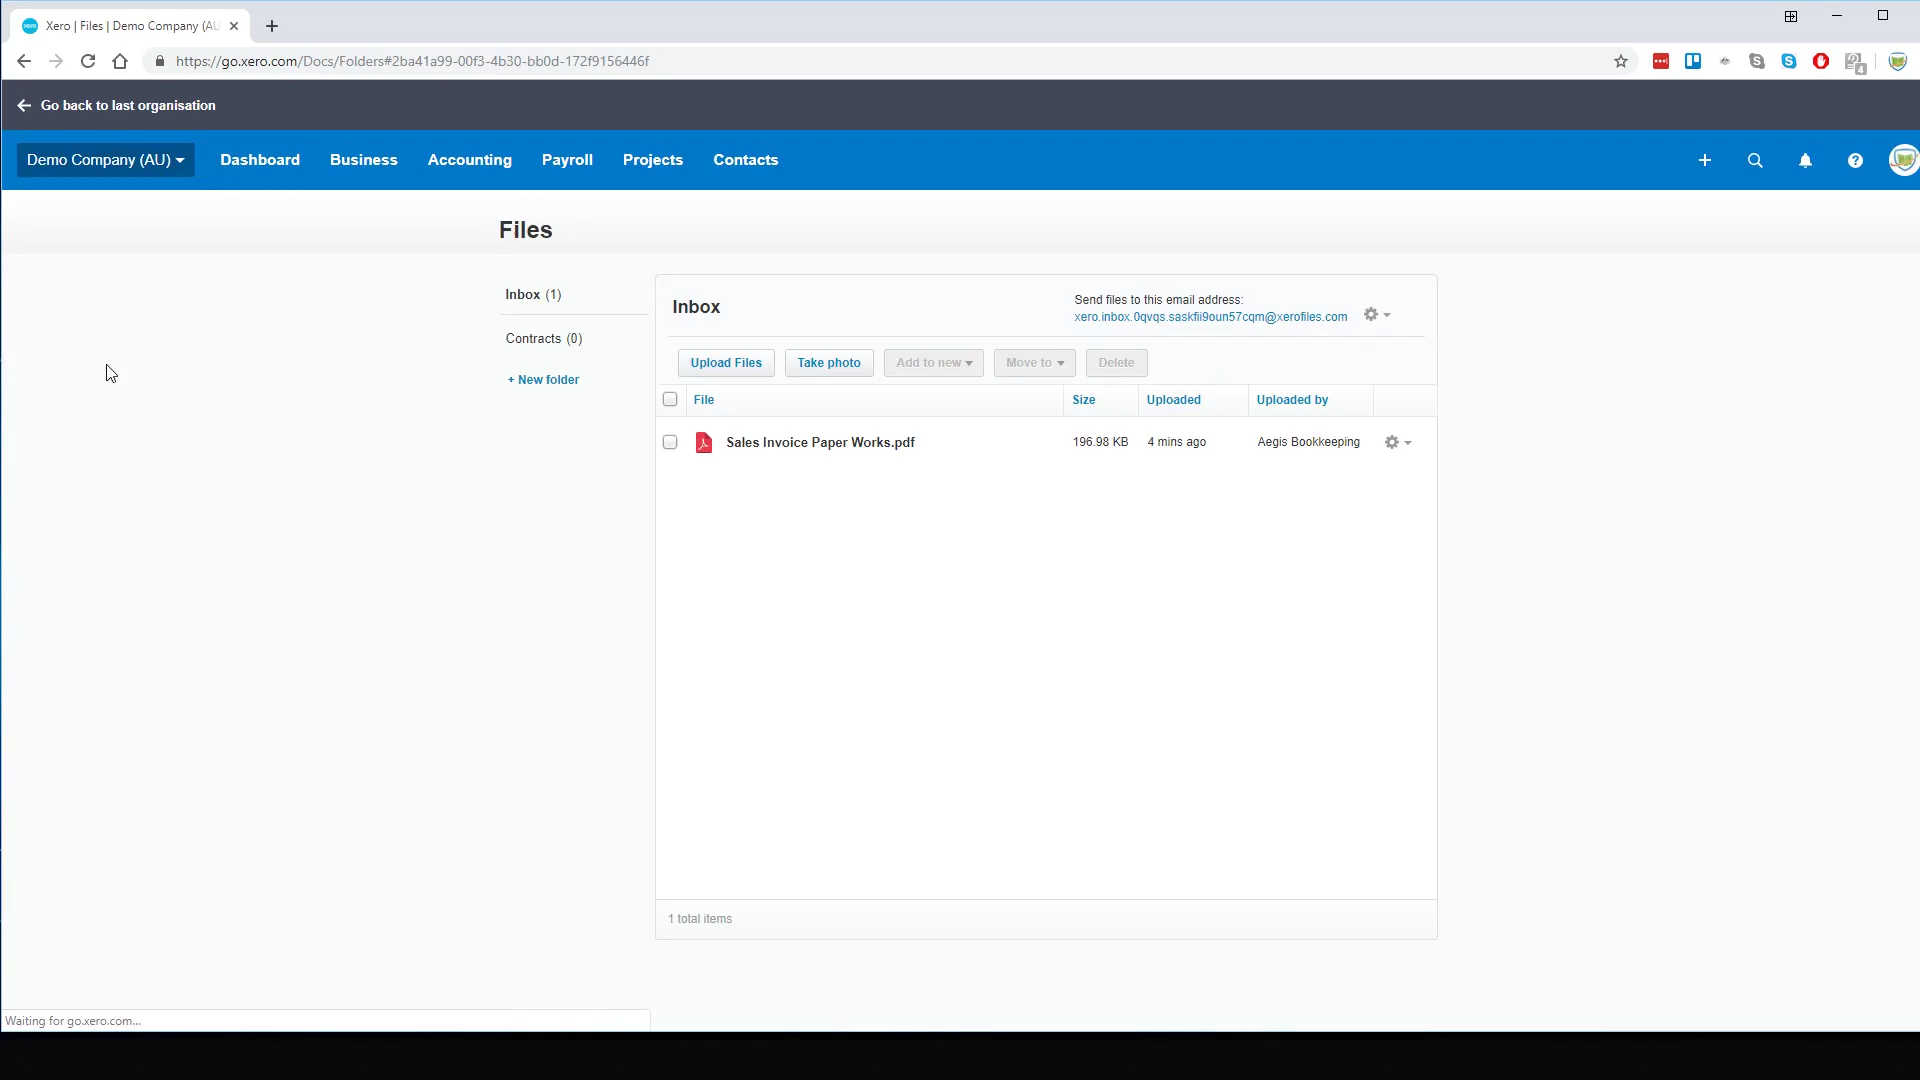 Xero | Files | Demo Company (AU
https://go.xero.com/Docs/Folders#2ba41a99-00f3-4b30-bb0d-172f9156446f
4
Go back to last organisation
Demo Company (AU) Dashboard Business Accounting Payroll Projects Contacts
Files
Inbox (1)
Contracts (0)
+ New folder
Inbox
Send files to this email address:
xero.inbox.0qvqs.saskfii9oun57cqm@xerofiles.com
Upload Files Take photo Add to new Move to Delete
File Size Uploaded Uploaded by
Sales Invoice Paper Works.pdf 196.98 KB 4 mins ago Aegis Bookkeeping
1 total items
Waiting for go.xero.com...